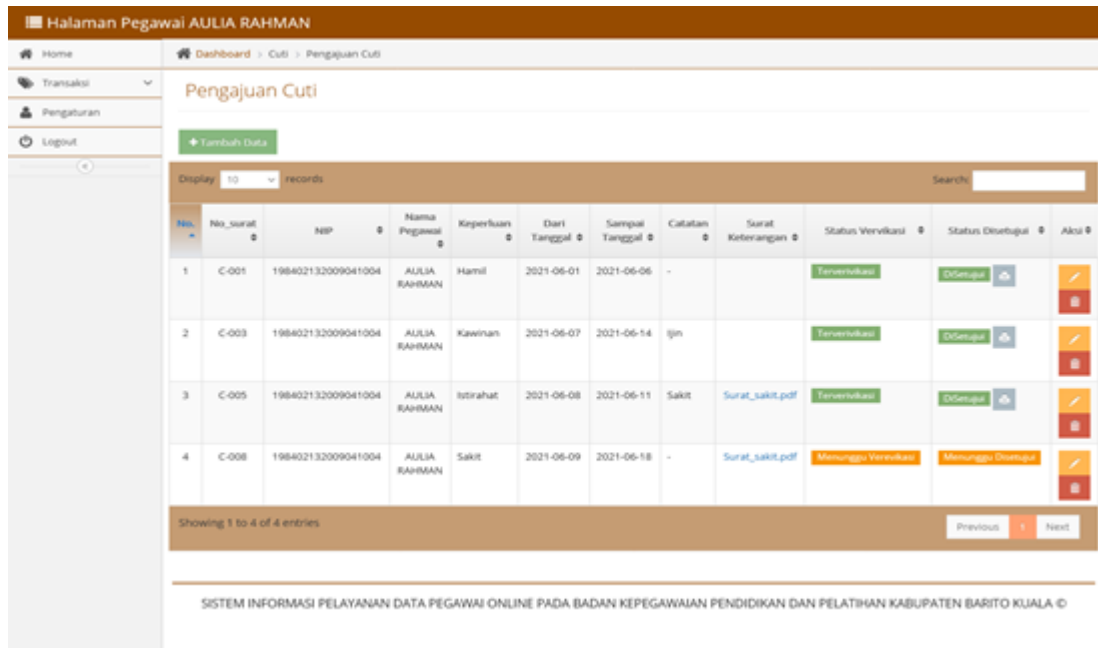 Halaman Pegawai AULIA RAHMAN
Home
Transaksi
Pengaturan
Logout
Dashboard > Cuti > Pengajuan Cuti
Pengajuan Cuti
+Tambah Data
Display 10 records Search:
No. No_surat NIP Nama Pegawai Keperluan Dari Tanggal Sampai Tanggal Catatan Surat Keterangan Status Vervikasi Status Disetujui Aksi
1 C-001 198402132009041004 AULIA RAHMAN Hamil 2021-06-01 2021-06-06 - Terverivikasi DiSetujui
2 C-003 198402132009041004 AULIA RAHMAN Kawinan 2021-06-07 2021-06-14 Ijin Terverivikasi DiSetujui
3 C-005 198402132009041004 AULIA RAHMAN Istirahat 2021-06-08 2021-06-11 Sakit Surat_sakit.pdf Terverivikasi DiSetujui
4 C-008 198402132009041004 AULIA RAHMAN Sakit 2021-06-09 2021-06-18 - Surat_sakit.pdf Menunggu Verevikasi Menunggu Disetujui
Showing 1 to 4 of 4 entries
Previous 1 Next
SISTEM INFORMASI PELAYANAN DATA PEGAWAI ONLINE PADA BADAN KEPEGAWAIAN PENDIDIKAN DAN PELATIHAN KABUPATEN BARITO KUALA ©